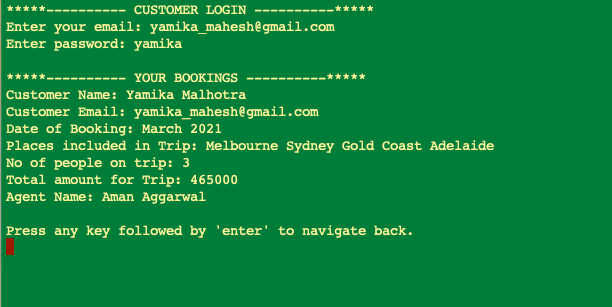 *****---------- CUSTOMER LOGIN ----------*****
Enter your email: yamika_mahesh@gmail.com
Enter password: yamika
*****---------- YOUR BOOKINGS ----------*****
Customer Name: Yamika Malhotra
Customer Email: yamika_mahesh@gmail.com
Date of Booking: March 2021
Places included in Trip: Melbourne Sydney Gold Coast Adelaide
No of people on trip: 3
Total amount for Trip: 465000
Agent Name: Aman Aggarwal
Press any key followed by 'enter' to navigate back.